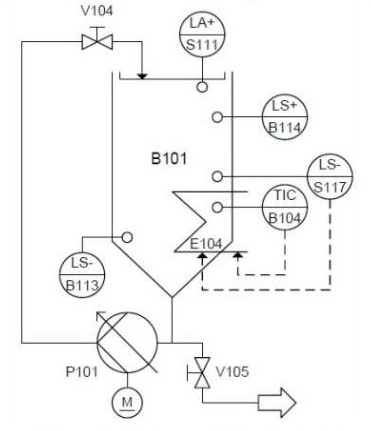 V104
LA+
S111
LS+
B114
B101
LS-
S117
TIC
B104
E104
LS-
B113
P101
V105
M